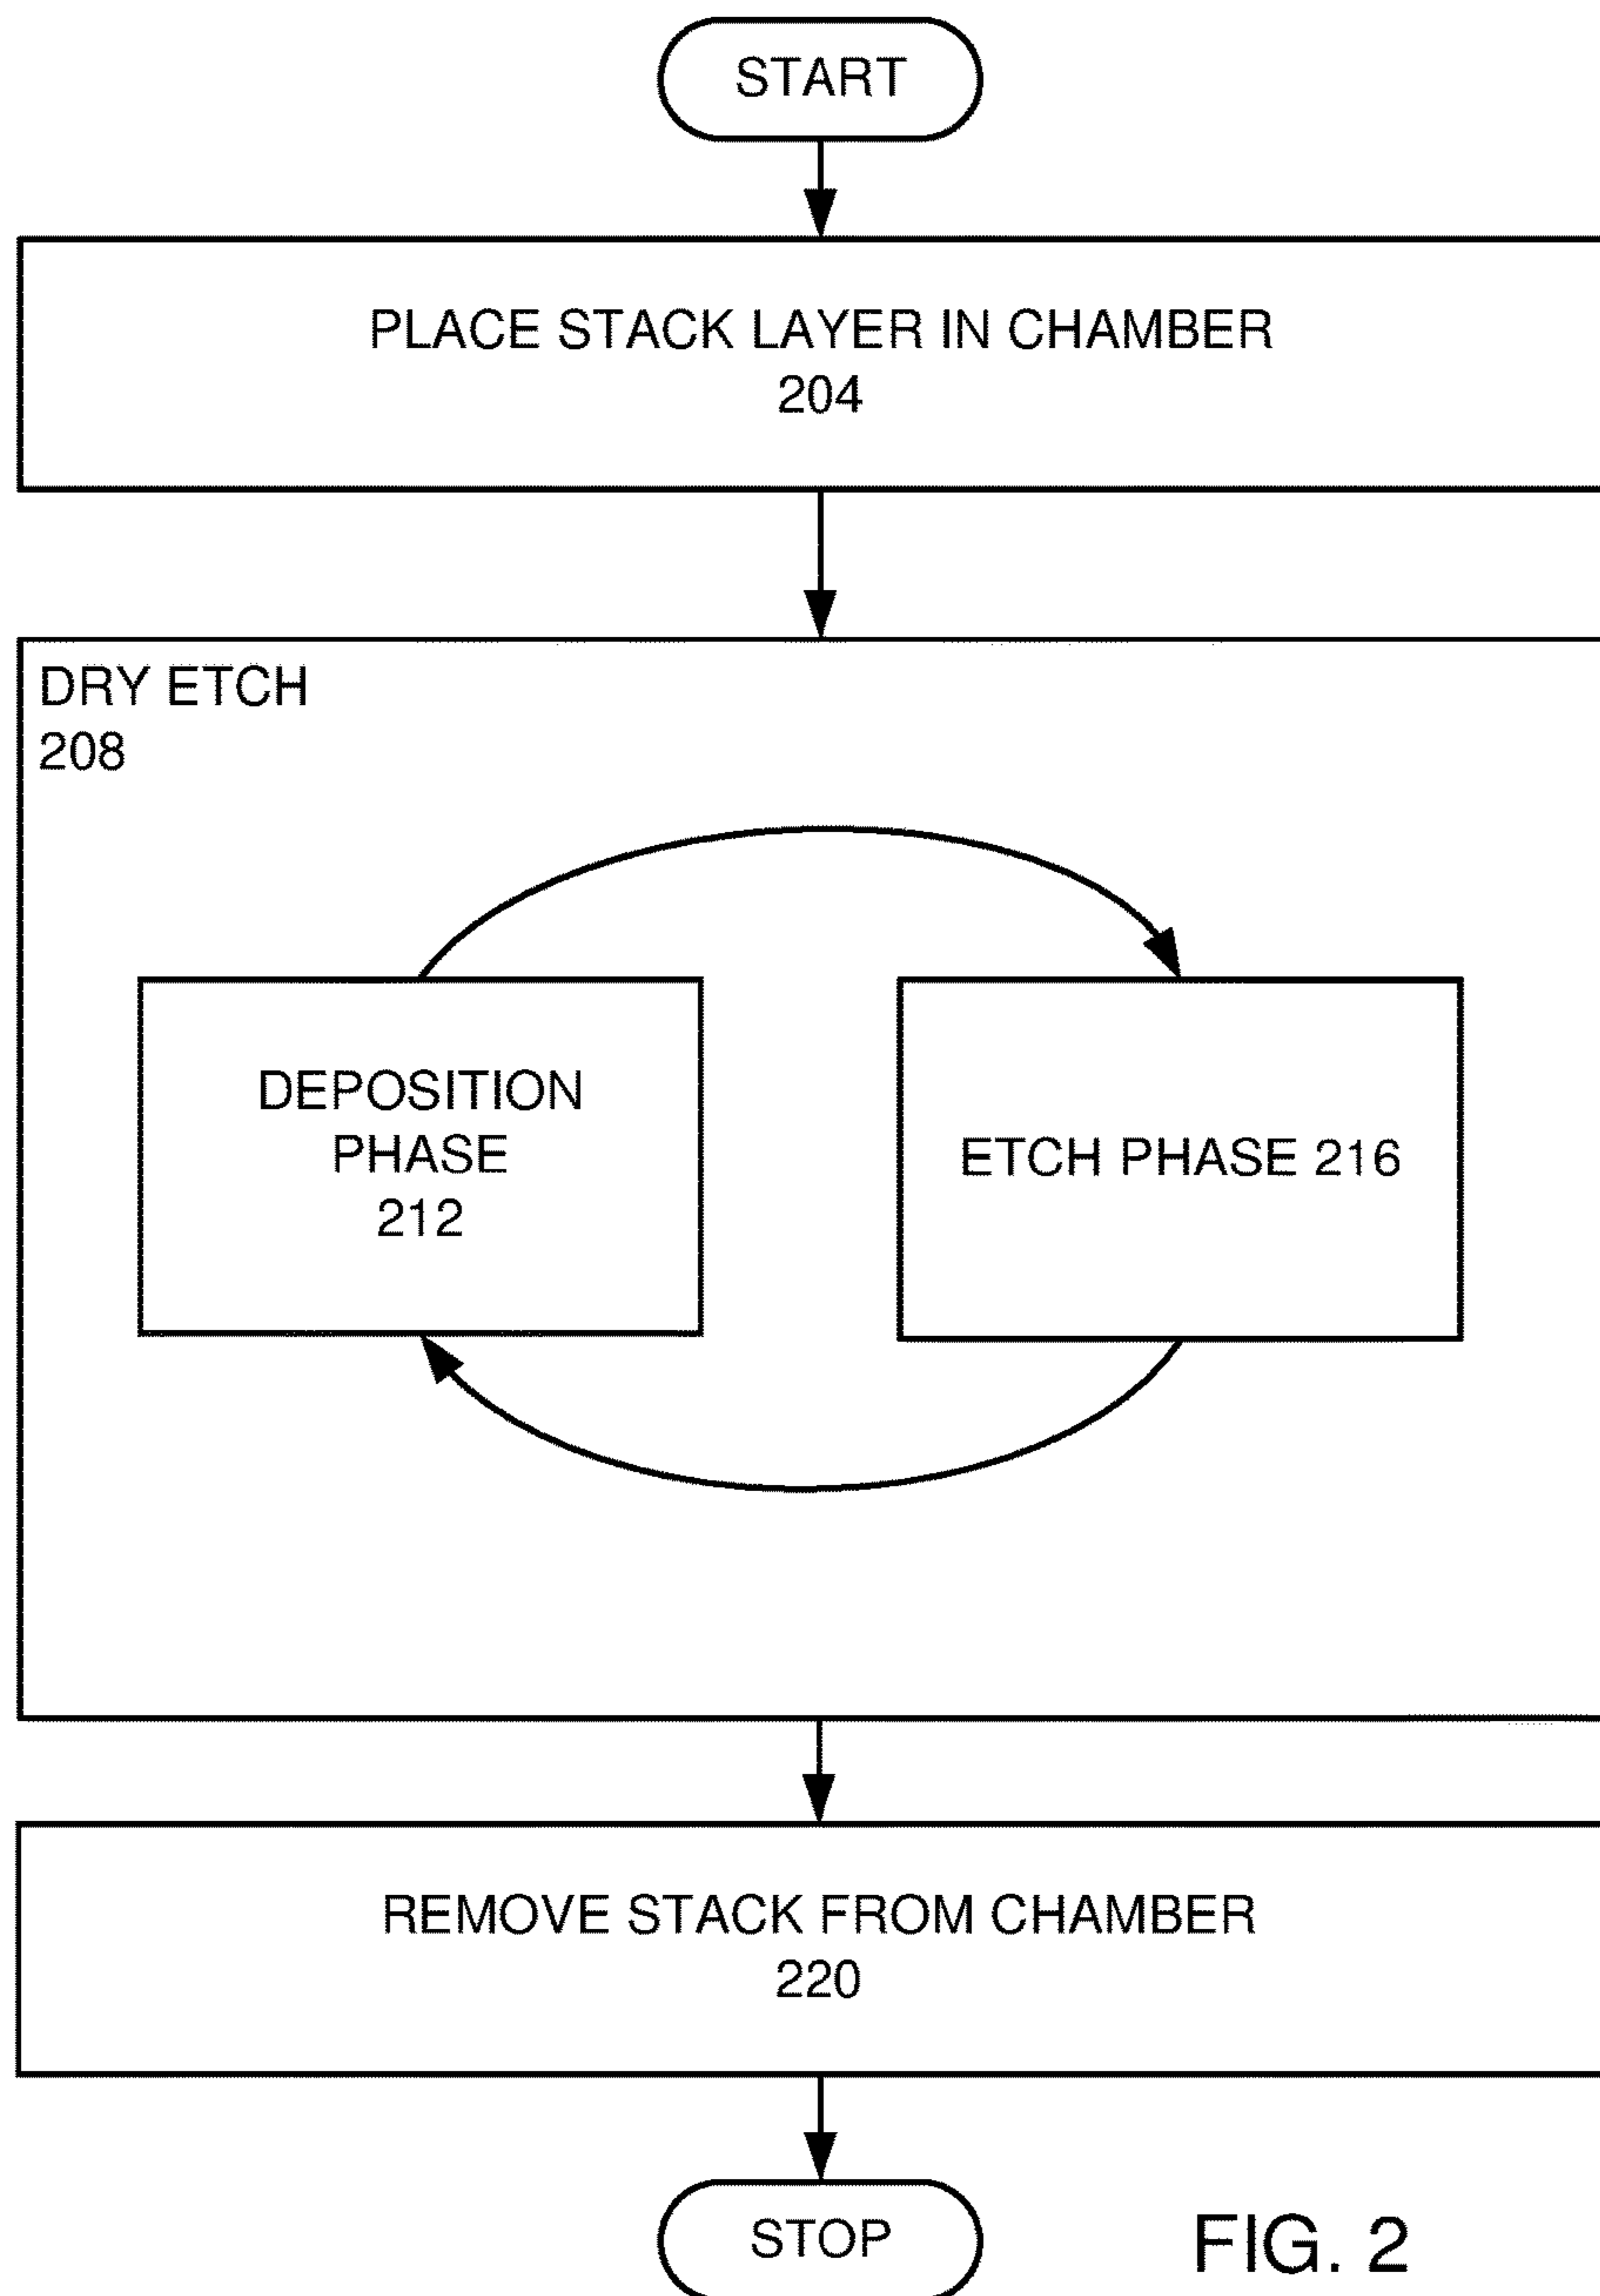 START
PLACE STACK LAYER IN CHAMBER
204
DRY ETCH
208
DEPOSITION
PHASE
212
ETCH PHASE 216
REMOVE STACK FROM CHAMBER
220
STOP
FIG. 2